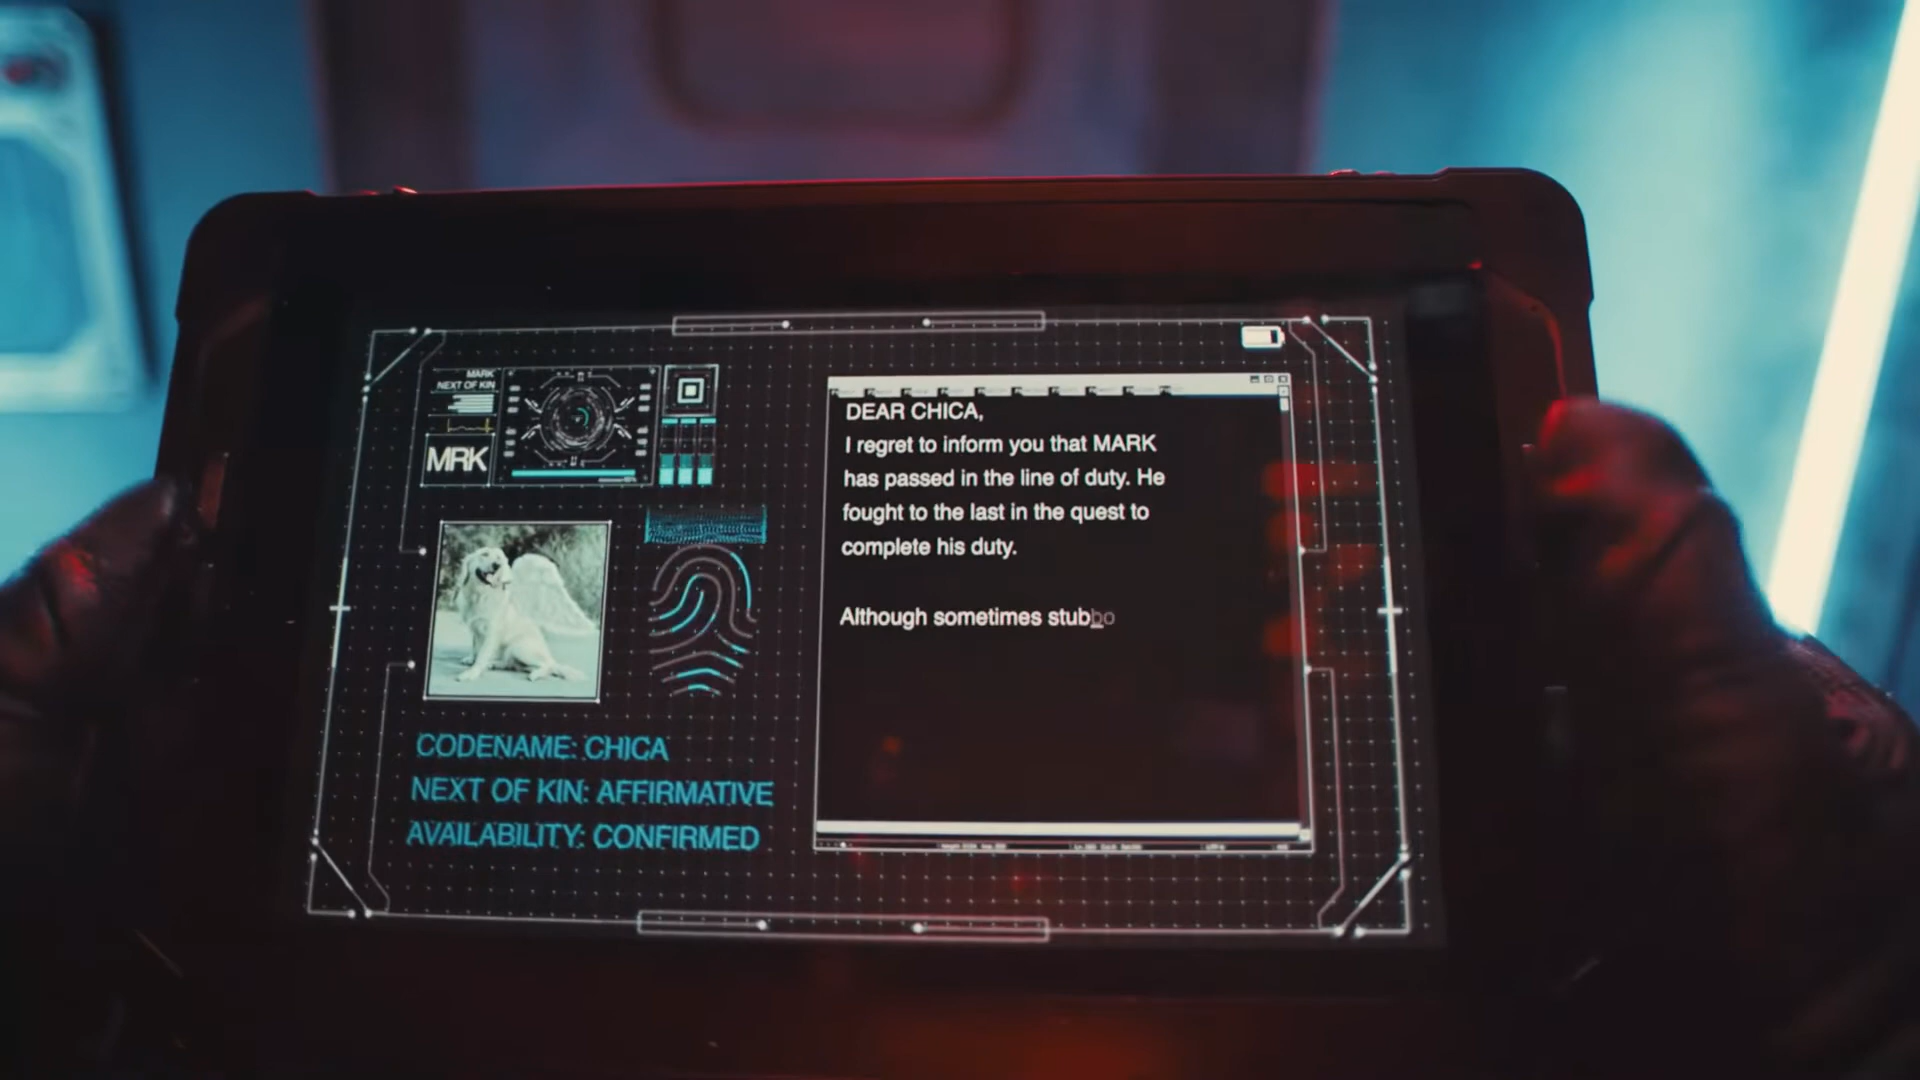 MARK
NEXT OF KIN
MRK
DEAR CHICA,
I regret to inform you that MARK
has passed in the line of duty. He
fought to the last in the quest to
complete his duty.
Although sometimes stubbo
CODENAME: CHICA
NEXT OF KIN: AFFIRMATIVE
AVAILABILITY: CONFIRMED